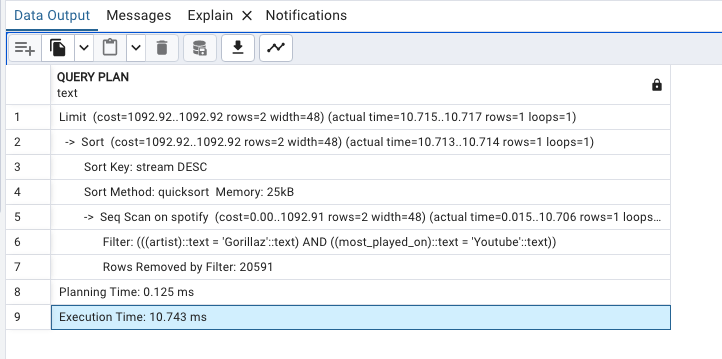 Data Output Messages Explain × Notifications
QUERY PLAN
text
1 Limit (cost=1092.92..1092.92 rows=2 width=48) (actual time=10.715..10.717 rows=1 loops=1)
2 -> Sort (cost=1092.92..1092.92 rows=2 width=48) (actual time=10.713..10.714 rows=1 loops=1)
3 Sort Key: stream DESC
4 Sort Method: quicksort Memory: 25kB
5 -> Seq Scan on spotify (cost=0.00..1092.91 rows=2 width=48) (actual time=0.015..10.706 rows=1 loops...
6 Filter: (((artist)::text = 'Gorillaz'::text) AND ((most_played_on)::text = 'Youtube'::text))
7 Rows Removed by Filter: 20591
8 Planning Time: 0.125 ms
9 Execution Time: 10.743 ms